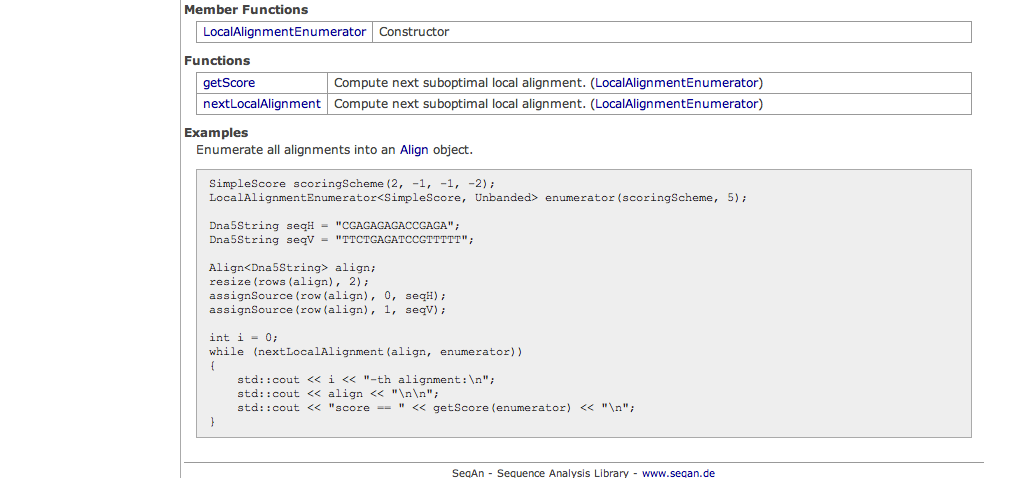 Member Functions
LocalAlignmentEnumerator Constructor
Functions
getScore Compute next suboptimal local alignment. (LocalAlignmentEnumerator)
nextLocalAlignment Compute next suboptimal local alignment. (LocalAlignmentEnumerator)
Examples
Enumerate all alignments into an Align object.
SimpleScore scoringScheme(2, -1, -1, -2);
LocalAlignmentEnumerator<SimpleScore, Unbanded> enumerator(scoringScheme, 5);
Dna5String seqH = "CGAGAGAGACCGAGA";
Dna5String seqV = "TTCTGAGATCCGTTTTT";
Align<Dna5String> align;
resize(rows(align), 2);
assignSource(row(align), 0, seqH);
assignSource(row(align), 1, seqV);
int i = 0;
while (nextLocalAlignment(align, enumerator))
{
    std::cout << i << "-th alignment:\n";
    std::cout << align << "\n\n";
    std::cout << "score == " << getScore(enumerator) << "\n";
}
SeqAn - Sequence Analysis Library - www.seqan.de